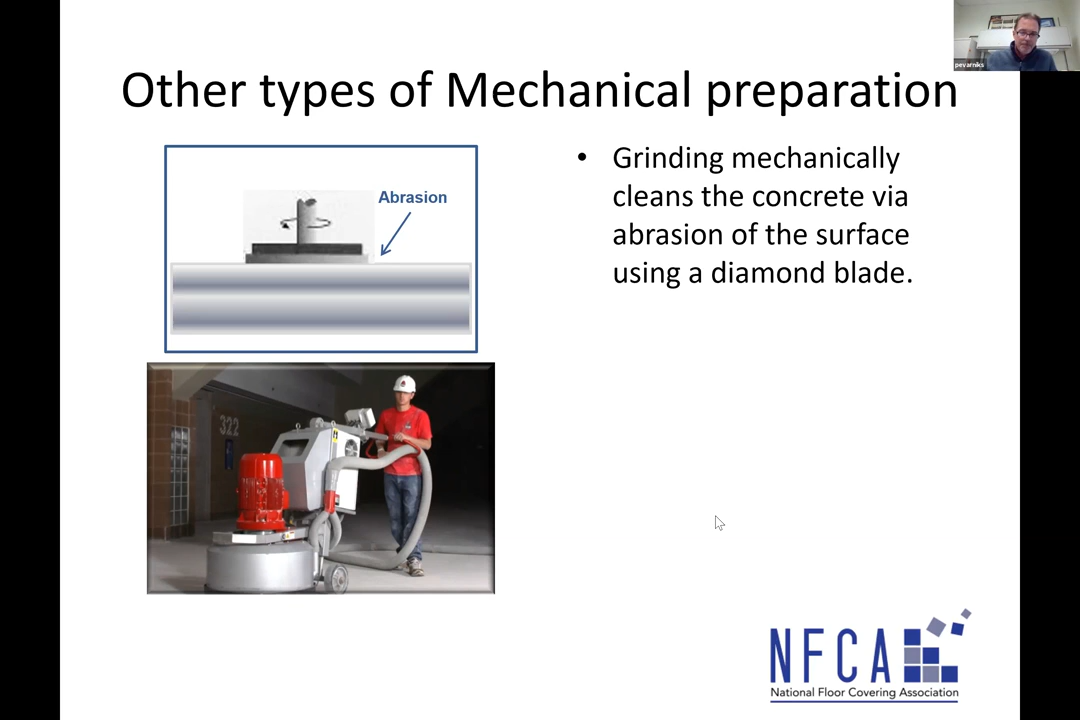 pevarniks
Other types of Mechanical preparation
Abrasion
• Grinding mechanically
cleans the concrete via
abrasion of the surface
using a diamond blade.
322
NFCA
National Floor Covering Association